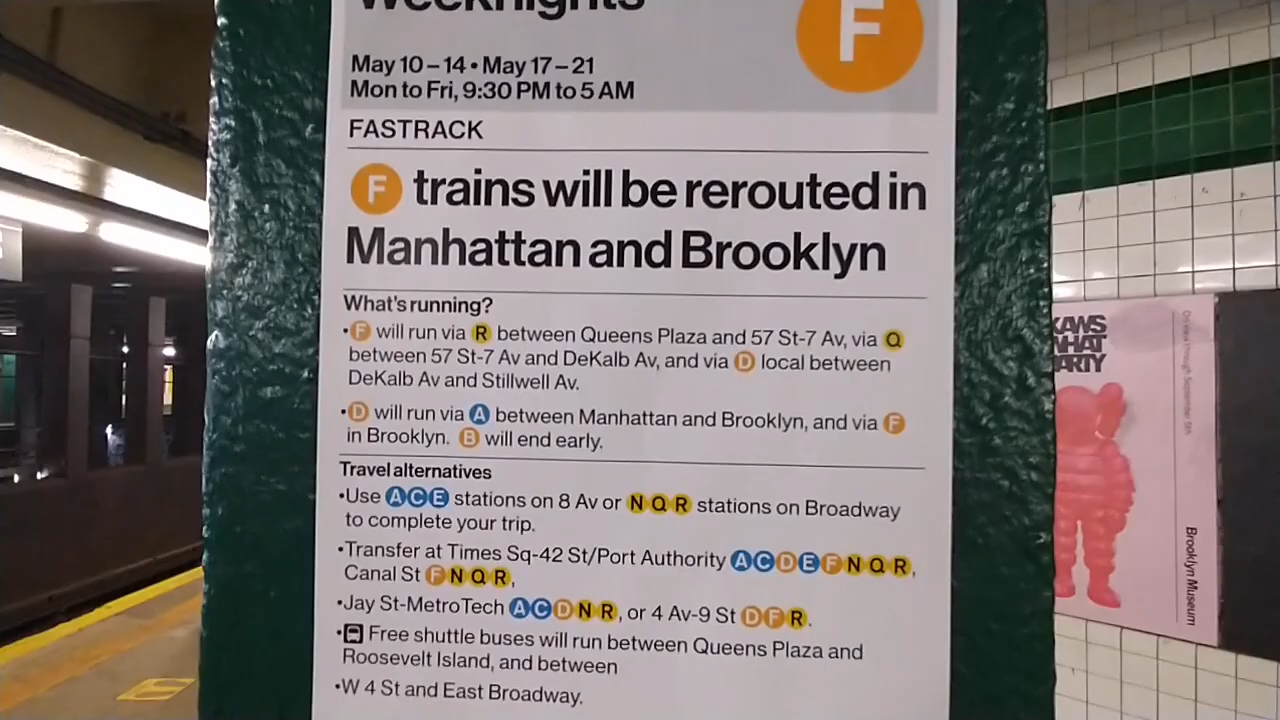 Weeknights
F
May 10 – 14 • May 17 – 21
Mon to Fri, 9:30 PM to 5 AM
FASTRACK
F trains will be rerouted in
Manhattan and Brooklyn
What's running?
•F will run via R between Queens Plaza and 57 St-7 Av, via Q
between 57 St-7 Av and DeKalb Av, and via D local between
DeKalb Av and Stillwell Av.
•D will run via A between Manhattan and Brooklyn, and via F
in Brooklyn. B will end early.
Travel alternatives
•Use A C E stations on 8 Av or N Q R stations on Broadway
to complete your trip.
•Transfer at Times Sq-42 St/Port Authority A C D E F N Q R,
Canal St F N Q R,
•Jay St-MetroTech A C D N R, or 4 Av-9 St D F R.
•Free shuttle buses will run between Queens Plaza and
Roosevelt Island, and between
•W 4 St and East Broadway.
KAWS
WHAT
PARTY
Brooklyn Museum